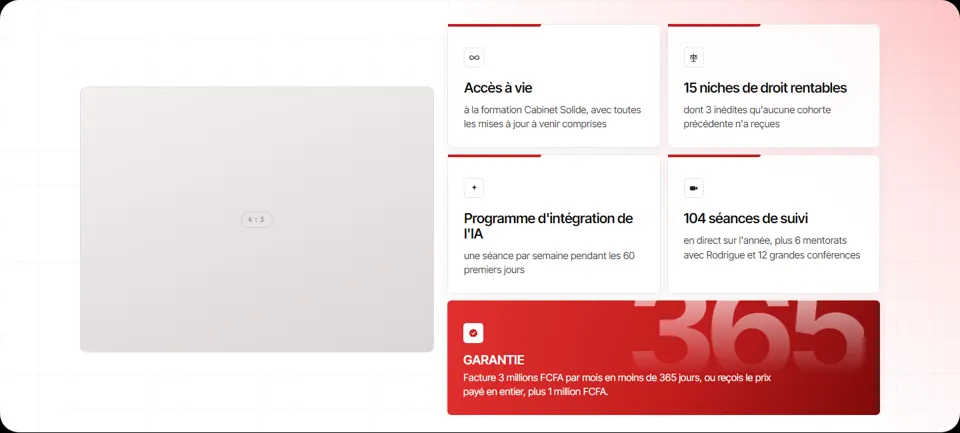 4:3
Accès à vie
à la formation Cabinet Solide, avec toutes
les mises à jour à venir comprises
15 niches de droit rentables
dont 3 inédites qu'aucune cohorte
précédente n'a reçues
Programme d'intégration de
l'IA
une séance par semaine pendant les 60
premiers jours
104 séances de suivi
en direct sur l'année, plus 6 mentorats
avec Rodrigue et 12 grandes conférences
365
GARANTIE
Facture 3 millions FCFA par mois en moins de 365 jours, ou reçois le prix
payé en entier, plus 1 million FCFA.